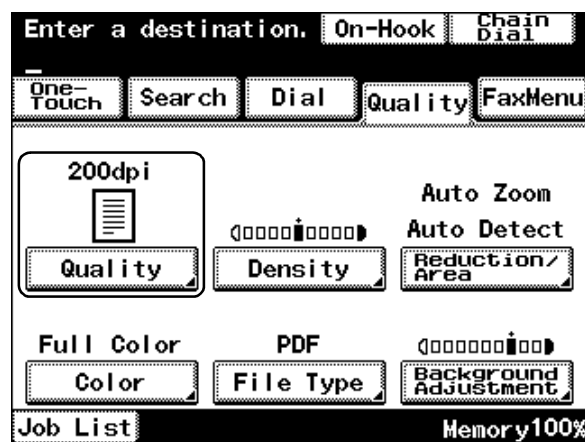 Enter a destination. On-Hook Chain Dial
One-Touch Search Dial Quality FaxMenu
200dpi
Auto Zoom
Auto Detect
Quality Density Reduction/Area
Full Color PDF
Color File Type Background Adjustment
Job List Memory100%